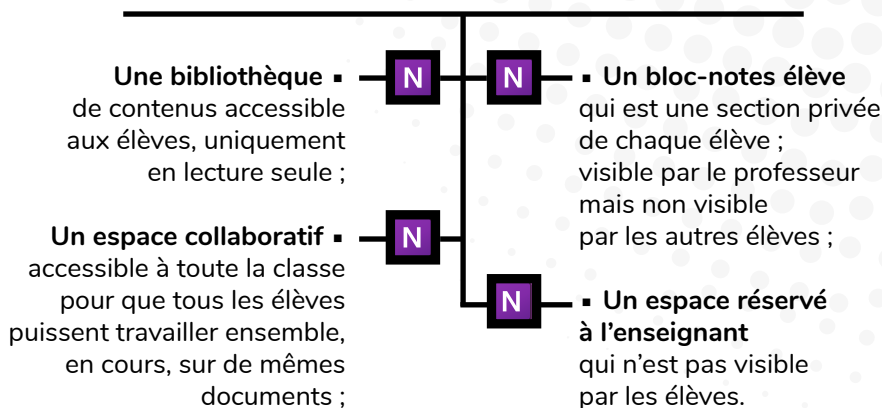 Une bibliothèque ▪
de contenus accessible
aux élèves, uniquement
en lecture seule ;
N
N
▪ Un bloc-notes élève
qui est une section privée
de chaque élève ;
visible par le professeur
mais non visible
par les autres élèves ;
Un espace collaboratif ▪
accessible à toute la classe
pour que tous les élèves
puissent travailler ensemble,
en cours, sur de mêmes
documents ;
N
N
▪ Un espace réservé
à l'enseignant
qui n'est pas visible
par les élèves.